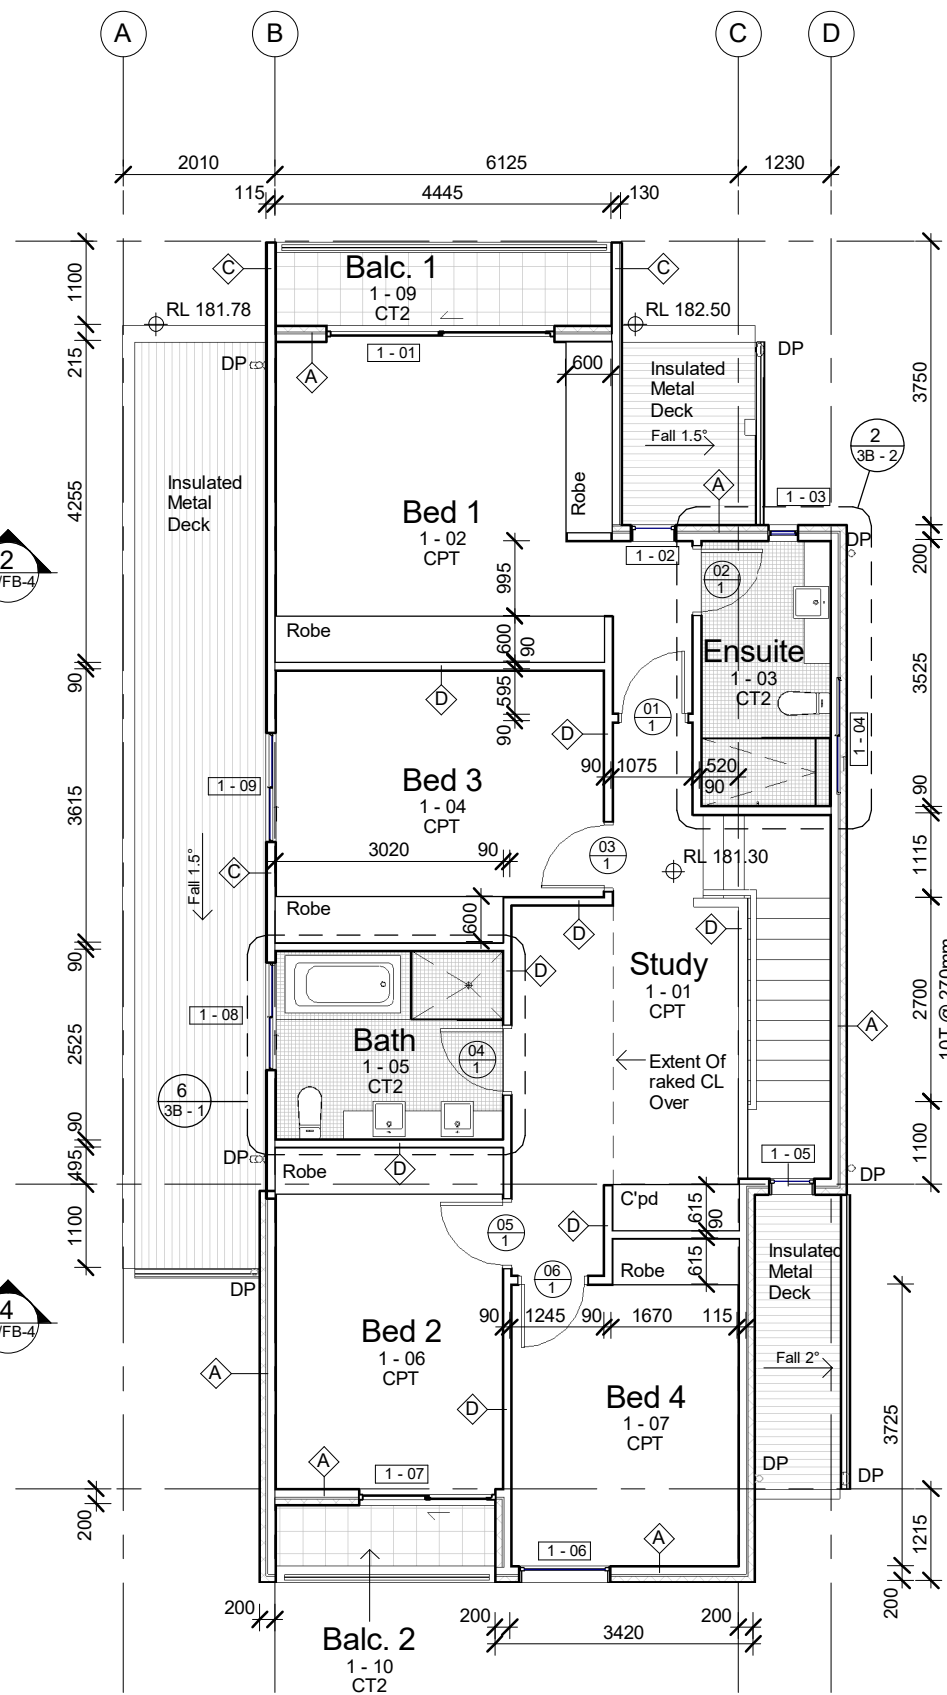 A
B
C
D
2010
6125
1230
115
4445
130
1100
215
4255
90
3615
90
2525
90
495
1100
200
Balc. 1
1 - 09
CT2
C
C
RL 181.78
RL 182.50
DP
1 - 01
A
600
Insulated
Metal
Deck
Fall 1.5°
DP
3750
2
3B - 2
Insulated
Metal
Deck
Robe
Bed 1
1 - 02
CPT
A
1 - 03
DP
2
/FB-4
1 - 02
02
1
200
995
Robe
600
90
Ensuite
1 - 03
CT2
3525
D
595
90
D
01
1
1 - 04
Bed 3
1 - 04
CPT
90
1075
520
90
1 - 09
90
3020
90
03
1
RL 181.30
1115
C
Fall 1.5°
Robe
600
D
D
D
Study
1 - 01
CPT
1 - 08
Bath
1 - 05
CT2
04
1
Extent Of
raked CL
Over
2700
A
10T @ 270mm
6
3B - 1
1100
DP
Robe
D
1 - 05
DP
C'pd
615
90
05
1
D
06
1
Robe
615
Insulated
Metal
Deck
DP
4
/FB-4
Bed 2
1 - 06
CPT
90
1245
90
1670
115
A
Fall 2°
Bed 4
1 - 07
CPT
D
3725
A
1 - 07
DP
DP
1 - 06
A
1215
200
200
Balc. 2
1 - 10
CT2
200
200
3420